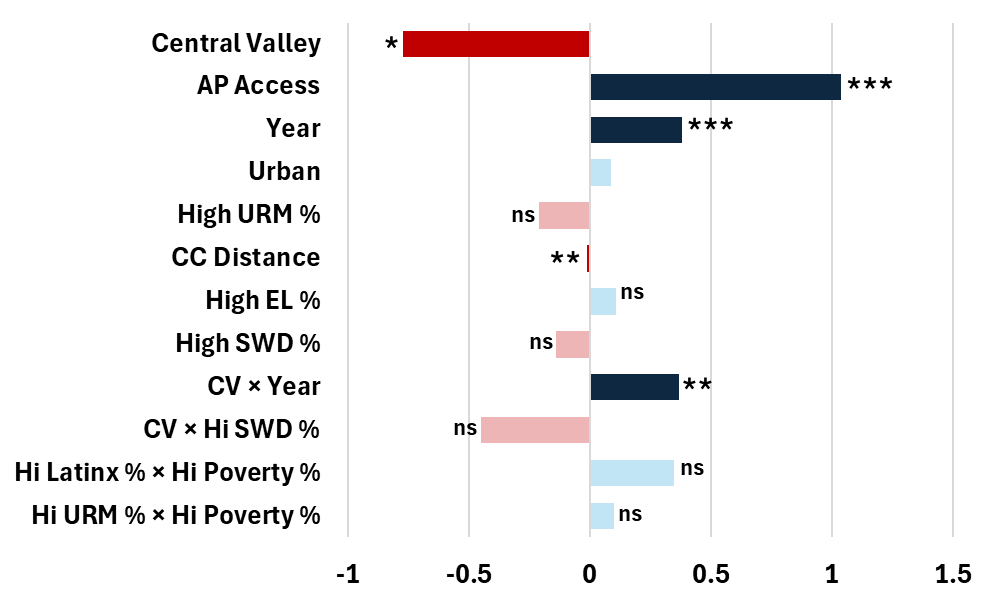 Central Valley *
AP Access ***
Year ***
Urban
High URM % ns
CC Distance **
High EL % ns
High SWD % ns
CV × Year **
CV × Hi SWD % ns
Hi Latinx % × Hi Poverty % ns
Hi URM % × Hi Poverty % ns
-1 -0.5 0 0.5 1 1.5